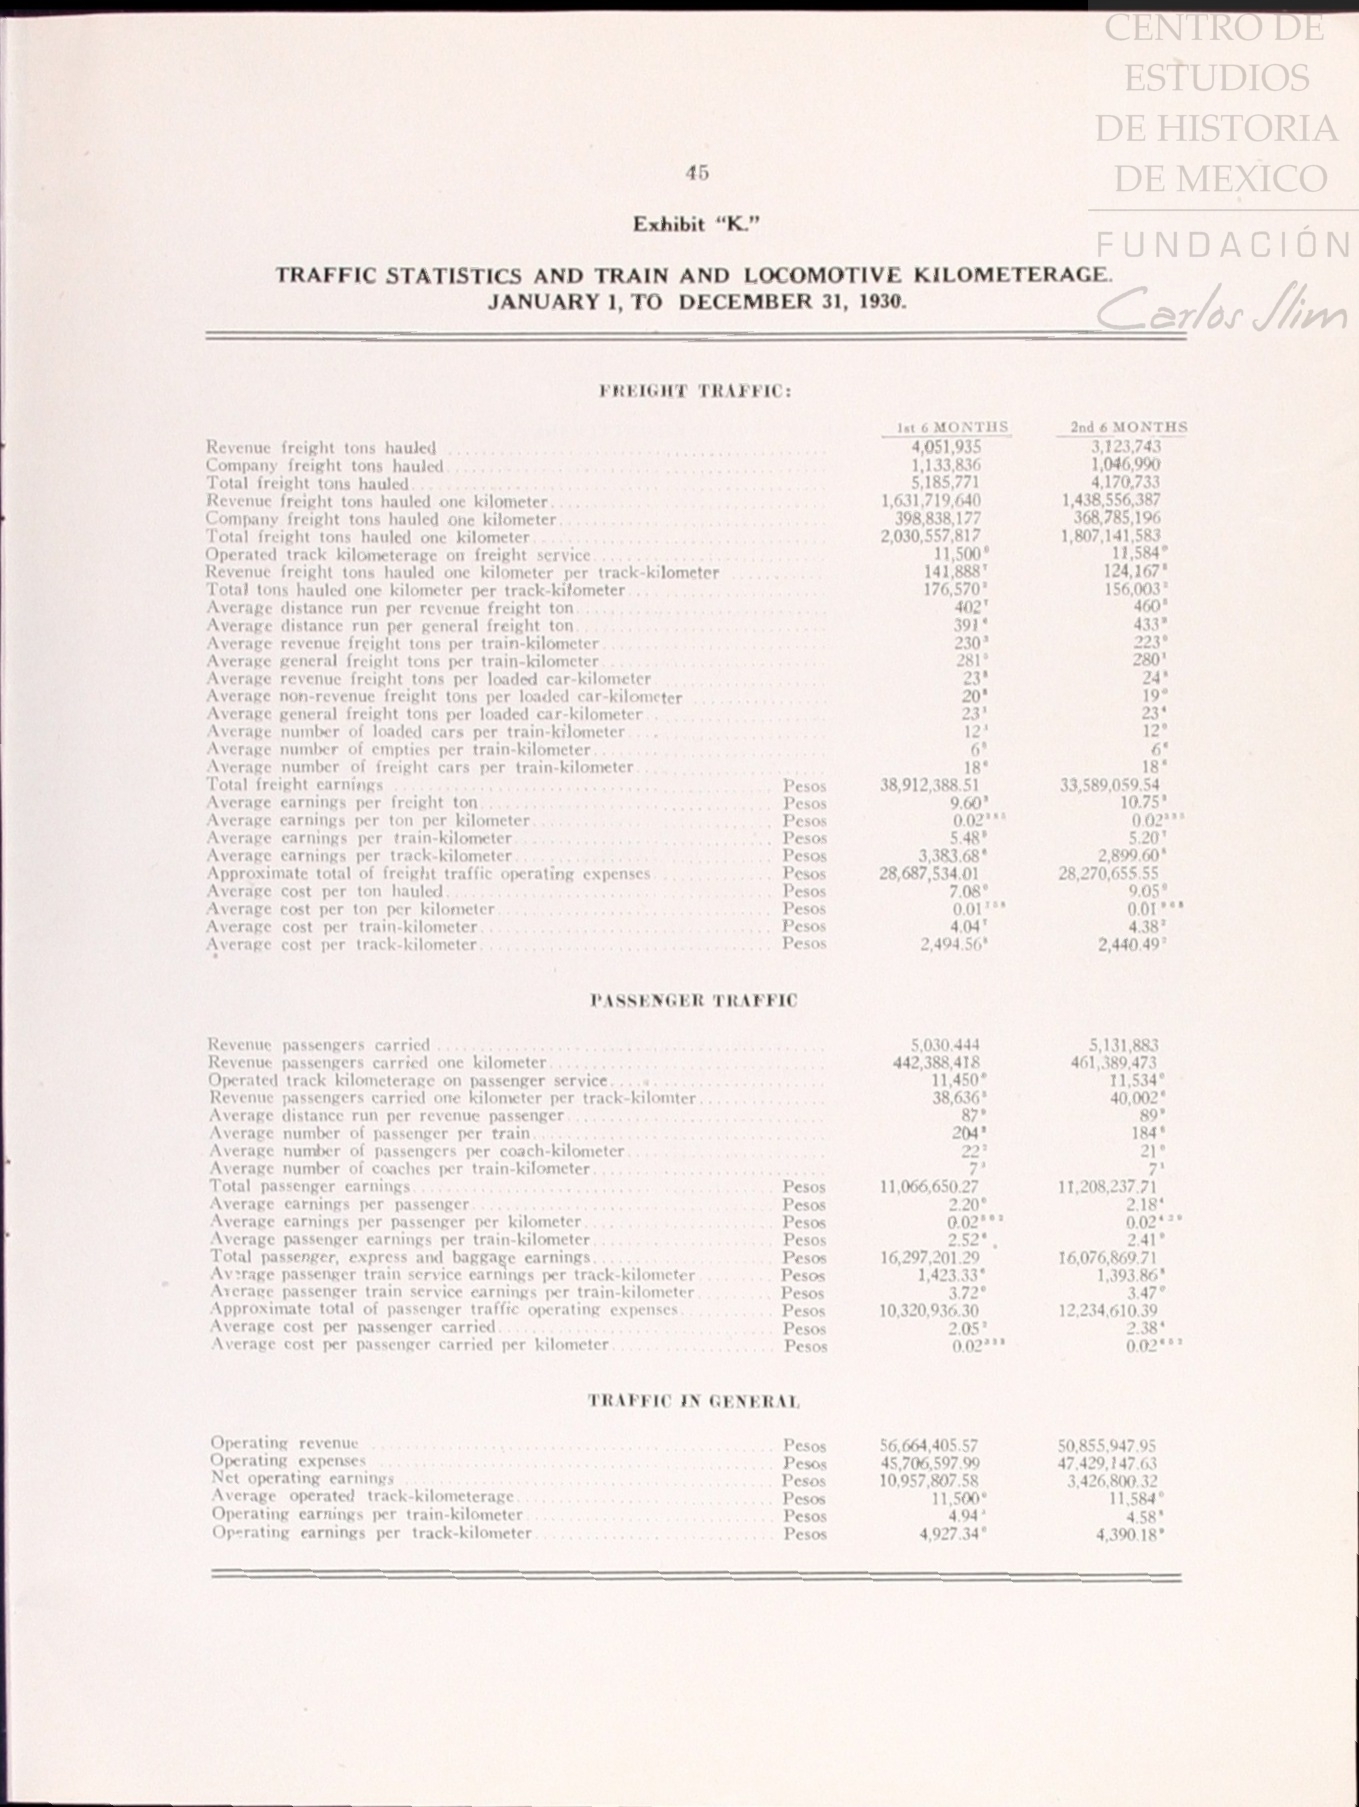 CENTRO DE
ESTUDIOS
DE HISTORIA
DE MEXICO
FUNDACIÓN
Carlos Slim
45
Exhibit “K.”
TRAFFIC STATISTICS AND TRAIN AND LOCOMOTIVE KILOMETERAGE.
JANUARY 1, TO DECEMBER 31, 1930.
FREIGHT TRAFFIC:
1st 6 MONTHS 2nd 6 MONTHS
Revenue freight tons hauled 4,051,935 3,123,743
Company freight tons hauled 1,133,836 1,046,990
Total freight tons hauled 5,185,771 4,170,733
Revenue freight tons hauled one kilometer 1,631,719,640 1,438,556,387
Company freight tons hauled one kilometer 398,838,177 368,785,196
Total freight tons hauled one kilometer 2,030,557,817 1,807,141,583
Operated track kilometerage on freight service 11,500 11,584
Revenue freight tons hauled one kilometer per track-kilometer 141,888 124,167
Total tons hauled one kilometer per track-kilometer 176,570 156,003
Average distance run per revenue freight ton 402 460
Average distance run per general freight ton 391 433
Average revenue freight tons per train-kilometer 230 223
Average general freight tons per train-kilometer 281 280
Average revenue freight tons per loaded car-kilometer 23 24
Average non-revenue freight tons per loaded car-kilometer 20 19
Average general freight tons per loaded car-kilometer 23 23
Average number of loaded cars per train-kilometer 12 12
Average number of empties per train-kilometer 6 6
Average number of freight cars per train-kilometer 18 18
Total freight earnings Pesos 38,912,388.51 33,589,059.54
Average earnings per freight ton Pesos 9.60 10.75
Average earnings per ton per kilometer Pesos 0.02 0.02
Average earnings per train-kilometer Pesos 5.48 5.20
Average earnings per track-kilometer Pesos 3,383.68 2,899.60
Approximate total of freight traffic operating expenses Pesos 28,687,534.01 28,270,655.55
Average cost per ton hauled Pesos 7.08 9.05
Average cost per ton per kilometer Pesos 0.01 0.01
Average cost per train-kilometer Pesos 4.04 4.38
Average cost per track-kilometer Pesos 2,494.56 2,440.49
PASSENGER TRAFFIC
Revenue passengers carried 5,030.444 5,131,883
Revenue passengers carried one kilometer 442,388,418 461,389,473
Operated track kilometerage on passenger service 11,450 11,534
Revenue passengers carried one kilometer per track-kilomter 38,636 40,002
Average distance run per revenue passenger 87 89
Average number of passenger per train 204 184
Average number of passengers per coach-kilometer 22 21
Average number of coaches per train-kilometer 7 7
Total passenger earnings Pesos 11,066,650.27 11,208,237.71
Average earnings per passenger Pesos 2.20 2.18
Average earnings per passenger per kilometer Pesos 0.02 0.02
Average passenger earnings per train-kilometer Pesos 2.52 2.41
Total passenger, express and baggage earnings Pesos 16,297,201.29 16,076,869.71
Average passenger train service earnings per track-kilometer Pesos 1,423.33 1,393.86
Average passenger train service earnings per train-kilometer Pesos 3.72 3.47
Approximate total of passenger traffic operating expenses Pesos 10,320,936.30 12,234,610.39
Average cost per passenger carried Pesos 2.05 2.38
Average cost per passenger carried per kilometer Pesos 0.02 0.02
TRAFFIC IN GENERAL
Operating revenue Pesos 56,664,405.57 50,855,947.95
Operating expenses Pesos 45,706,597.99 47,429,147.63
Net operating earnings Pesos 10,957,807.58 3,426,800.32
Average operated track-kilometerage Pesos 11,500 11,584
Operating earnings per train-kilometer Pesos 4.94 4.58
Operating earnings per track-kilometer Pesos 4,927.34 4,390.18